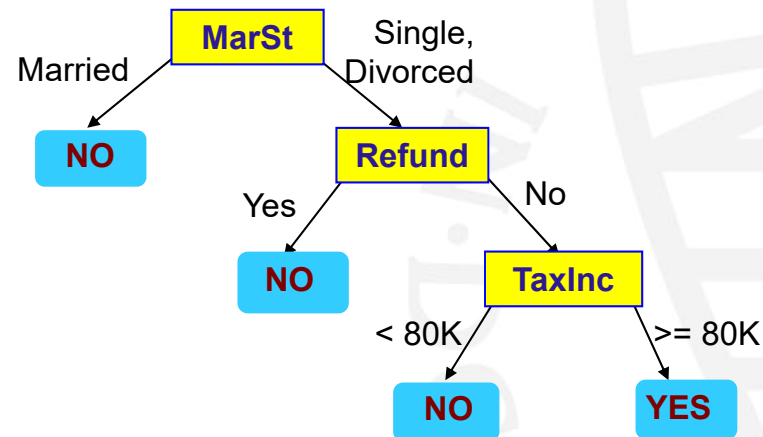 MarSt
Single,
Married
Divorced
NO
Refund
Yes
No
NO
TaxInc
< 80K
>= 80K
NO
YES